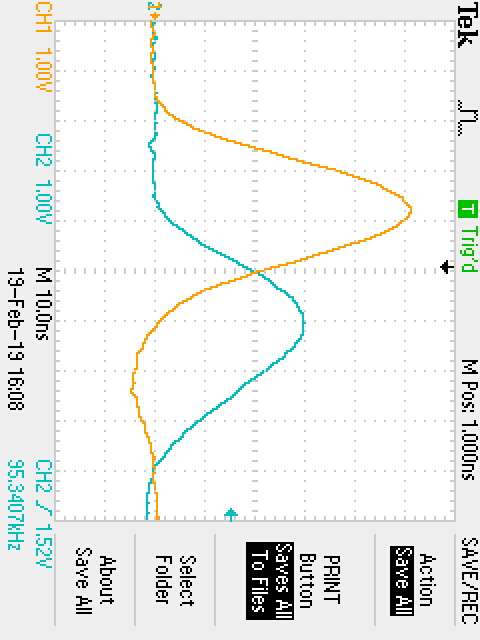 Tek T Trig'd M Pos: 1.000ns SAVE/REC
Action
Save All
PRINT
Button
Saves All
To Files
Select
Folder
About
Save All
CH1 1.00V CH2 1.00V M 10.0ns CH2 1.52V
19-Feb-19 16:08 95.3407kHz